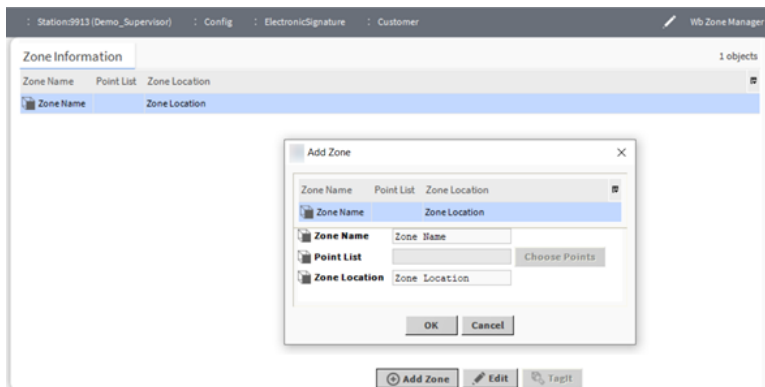 : Station:9913 (Demo_Supervisor) : Config : ElectronicSignature : Customer Wb Zone Manager
Zone Information 1 objects
Zone Name Point List Zone Location
Zone Name Zone Location
Add Zone
Zone Name Point List Zone Location
Zone Name Zone Location
Zone Name Zone Name
Point List Choose Points
Zone Location Zone Location
OK Cancel
Add Zone Edit TagIt